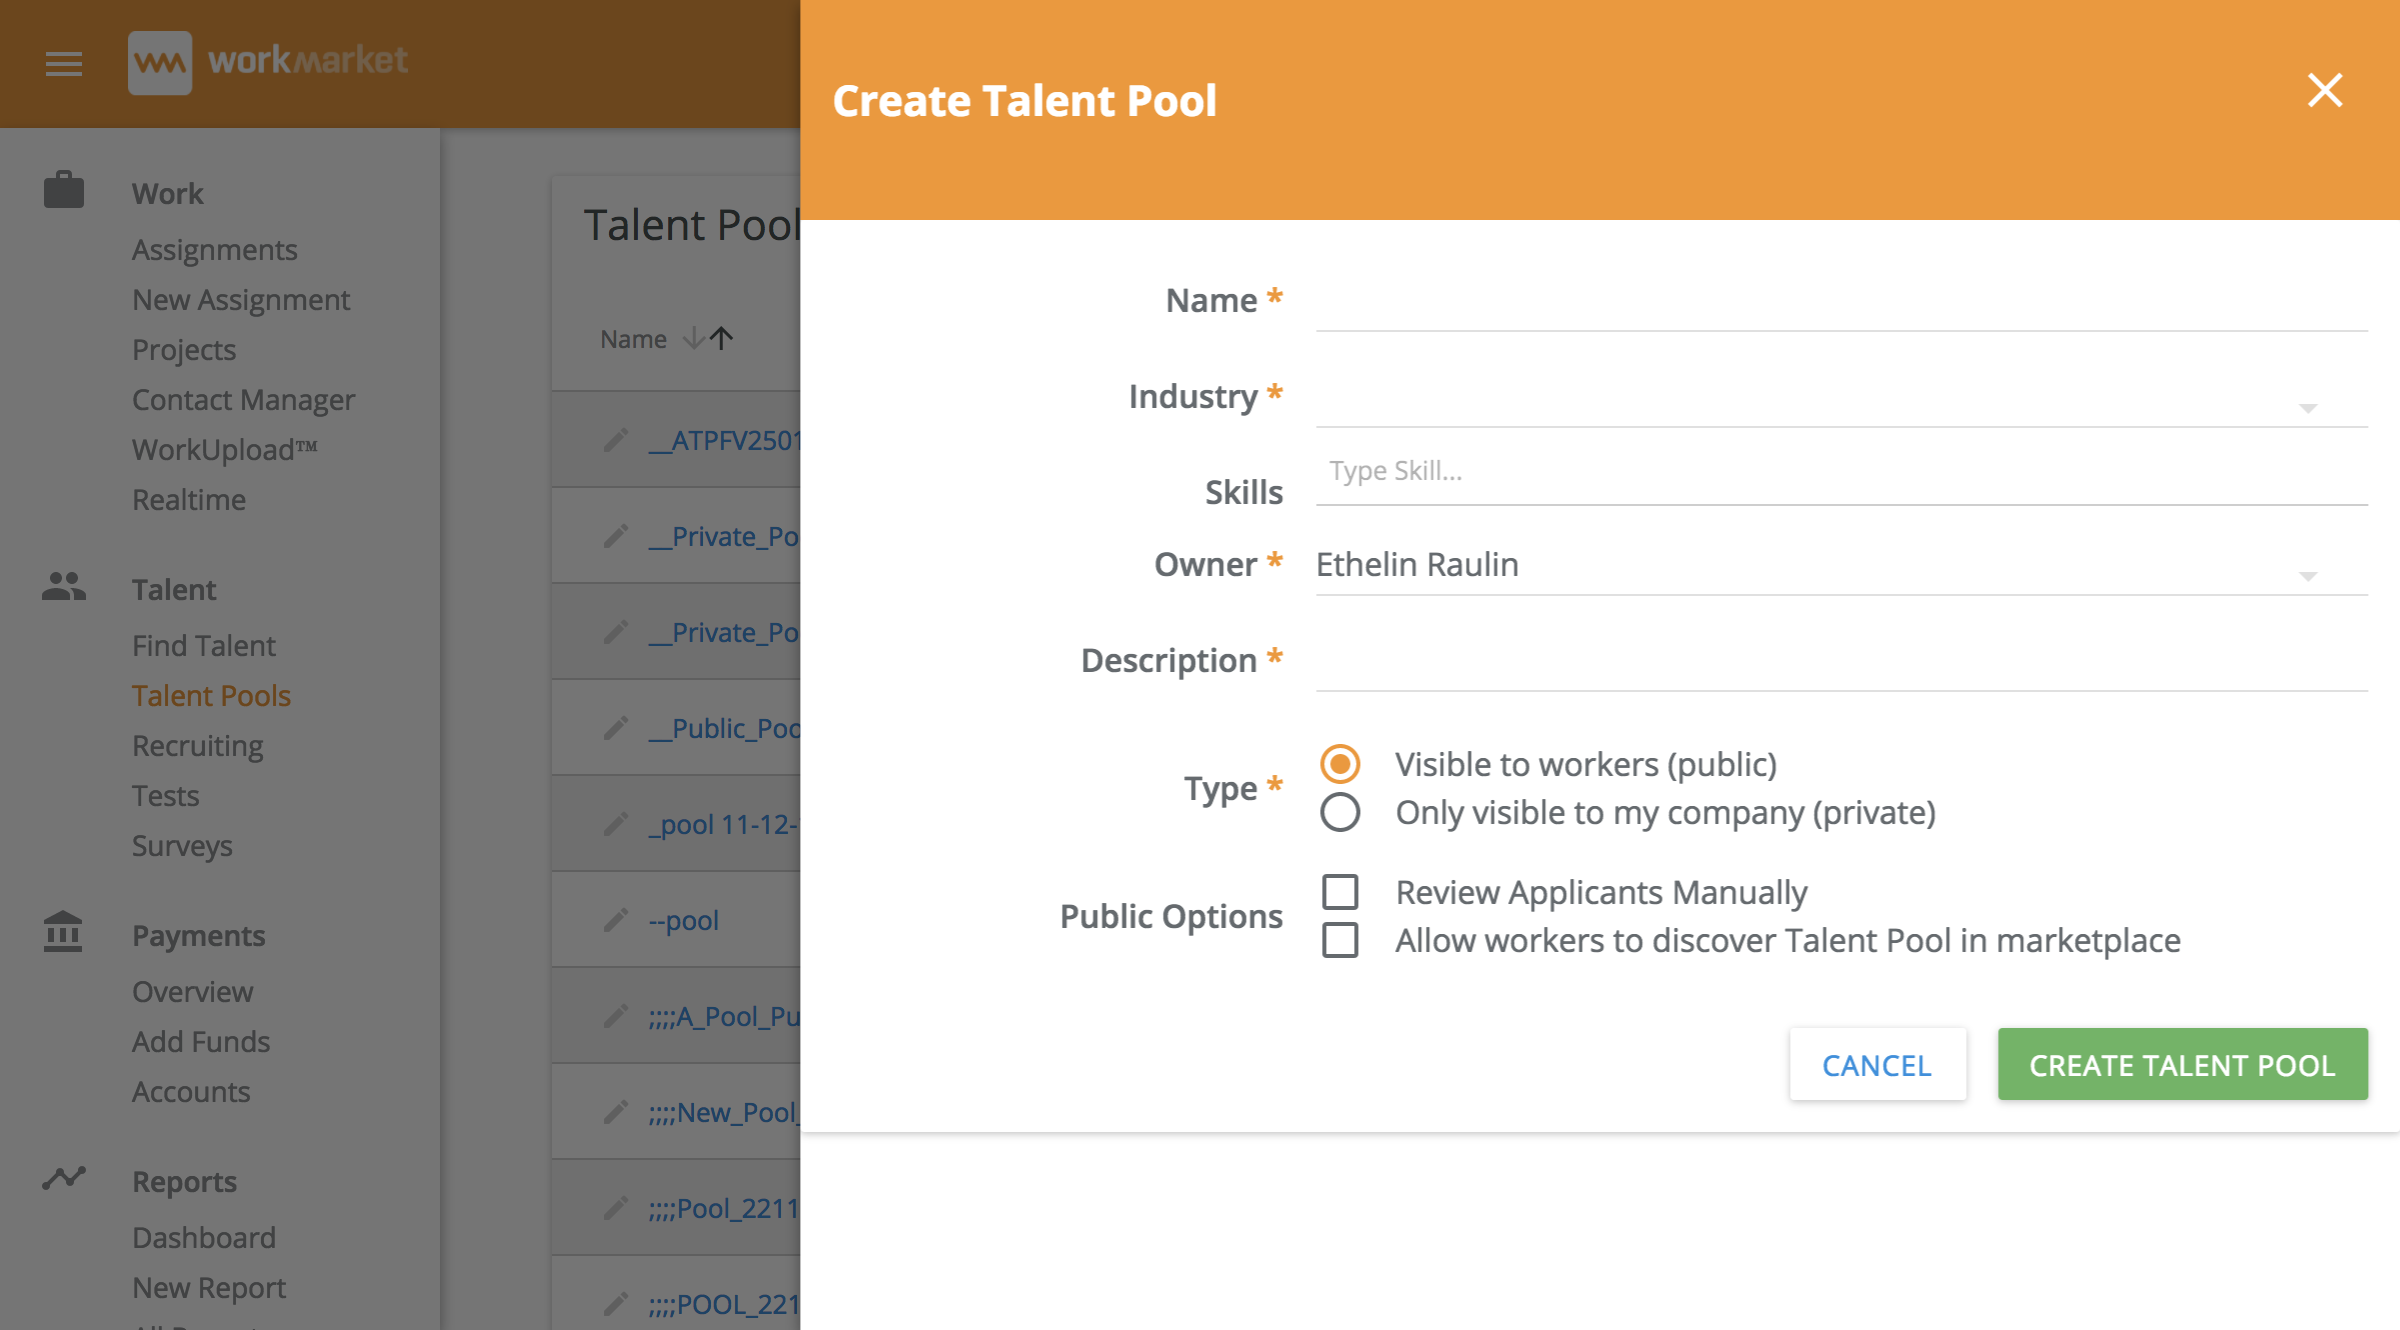 workmarket
Create Talent Pool
Work
Assignments
New Assignment
Projects
Contact Manager
WorkUpload™
Realtime
Talent
Find Talent
Talent Pools
Recruiting
Tests
Surveys
Payments
Overview
Add Funds
Accounts
Reports
Dashboard
New Report
Talent Pool
Name
__ATPFV2501
__Private_Po
__Private_Po
__Public_Poo
_pool 11-12-
--pool
;;;;A_Pool_Pu
;;;;New_Pool_
;;;;Pool_2211
;;;;POOL_221
Name *
Industry *
Skills Type Skill...
Owner * Ethelin Raulin
Description *
Type *
Visible to workers (public)
Only visible to my company (private)
Public Options
Review Applicants Manually
Allow workers to discover Talent Pool in marketplace
CANCEL
CREATE TALENT POOL